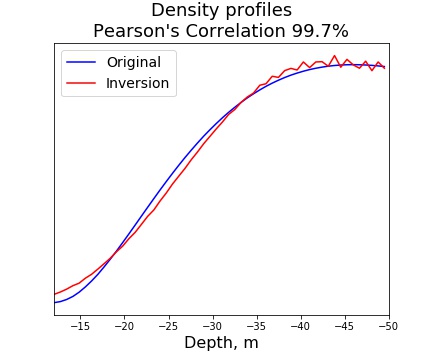 Density profiles
Pearson's Correlation 99.7%
Original
Inversion
−15 −20 −25 −30 −35 −40 −45 −50
Depth, m